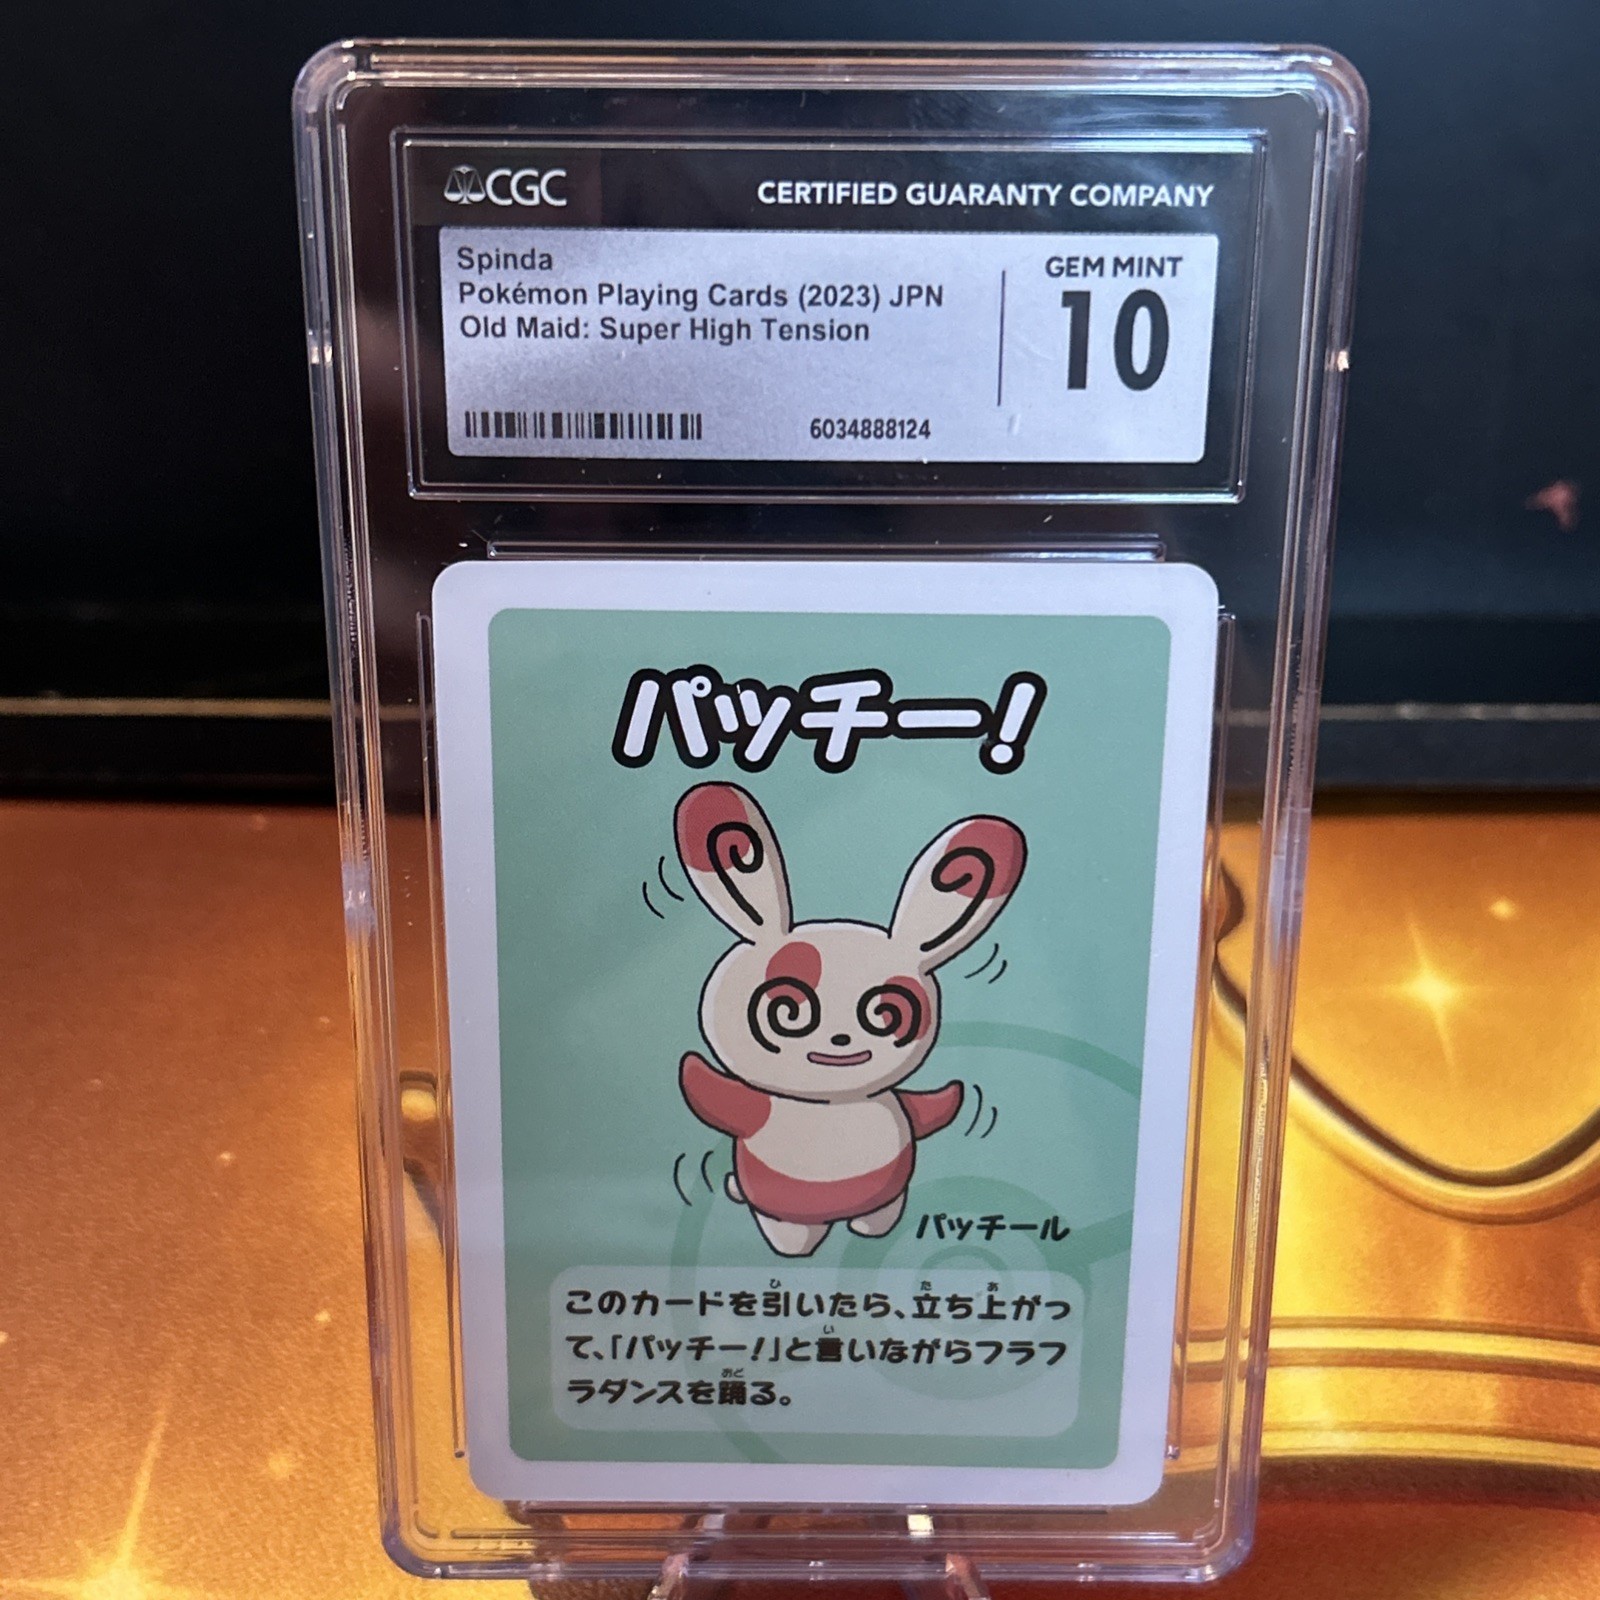 CGC
CERTIFIED GUARANTY COMPANY
Spinda
Pokémon Playing Cards (2023) JPN
Old Maid: Super High Tension
GEM MINT
10
6034888124
パッチー!
パッチール
このカードを引いたら、立ち上がっ
て、「パッチー!」と言いながらフラフ
ラダンスを踊る。